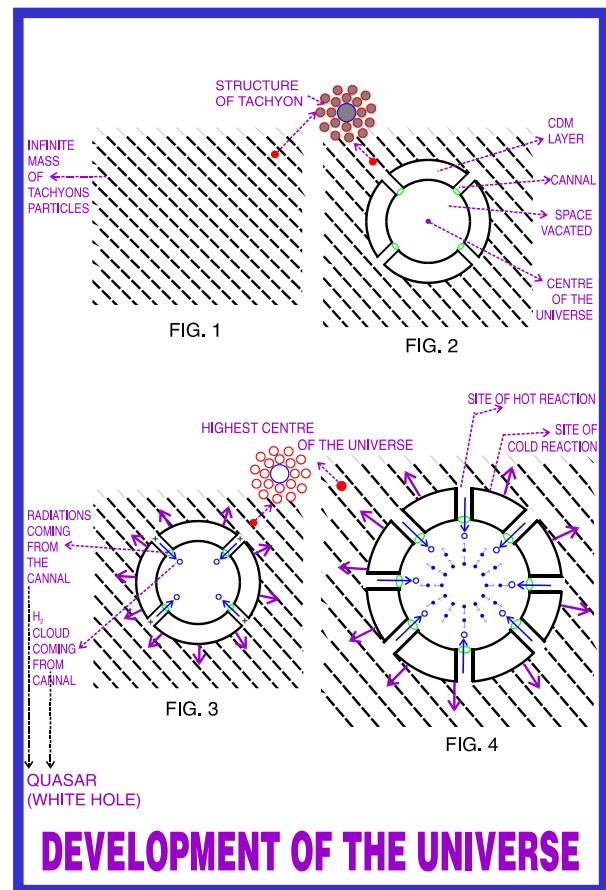 STRUCTURE
OF TACHYON
INFINITE
MASS
OF
TACHYONS
PARTICLES
CDM
LAYER
CANNAL
SPACE
VACATED
CENTRE
OF THE
UNIVERSE
FIG. 1
FIG. 2
SITE OF HOT REACTION
SITE OF
COLD REACTION
HIGHEST CENTRE
OF THE UNIVERSE
RADIATIONS
COMING
FROM
THE
CANNAL
H₂
CLOUD
COMING
FROM
CANNAL
+ +
+ +
FIG. 3
FIG. 4
QUASAR
(WHITE HOLE)
DEVELOPMENT OF THE UNIVERSE